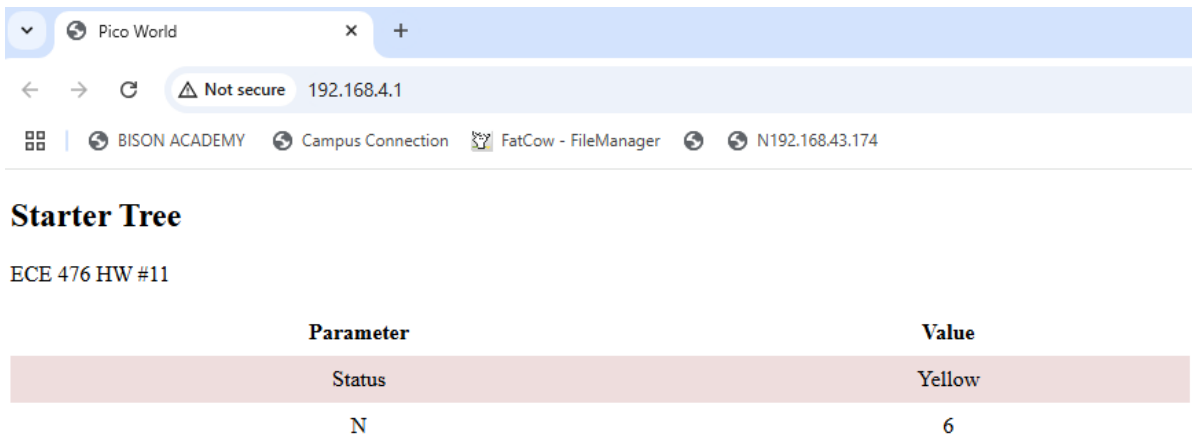 Pico World
Not secure 192.168.4.1
BISON ACADEMY Campus Connection FatCow - FileManager N192.168.43.174
Starter Tree
ECE 476 HW #11
Parameter Value
Status Yellow
N 6